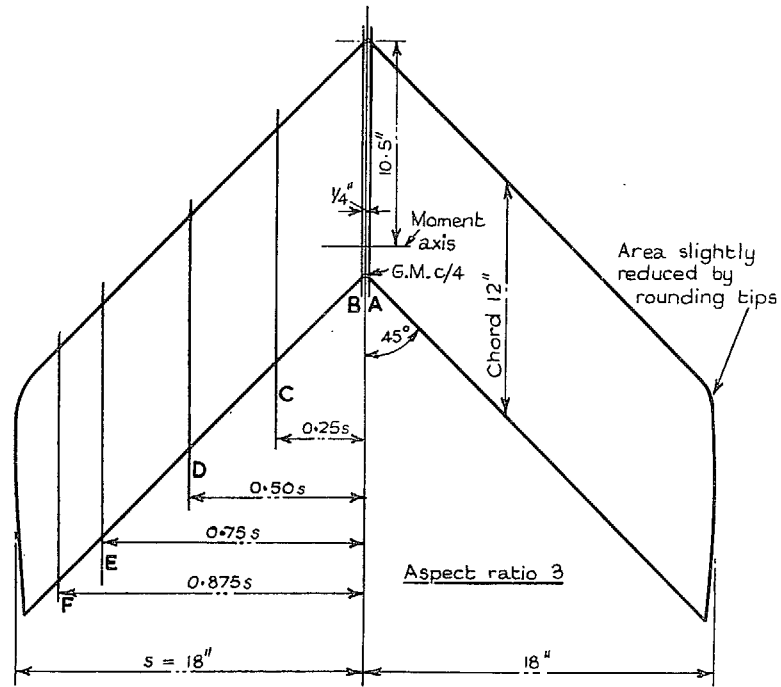 10.5"
1/4"
Moment
axis
G.M. c/4
B A
45°
Chord 12"
Area slightly
reduced by
rounding tips
C
0.25s
D
0.50s
E
0.75s
Aspect ratio 3
F
0.875s
s = 18"
18"